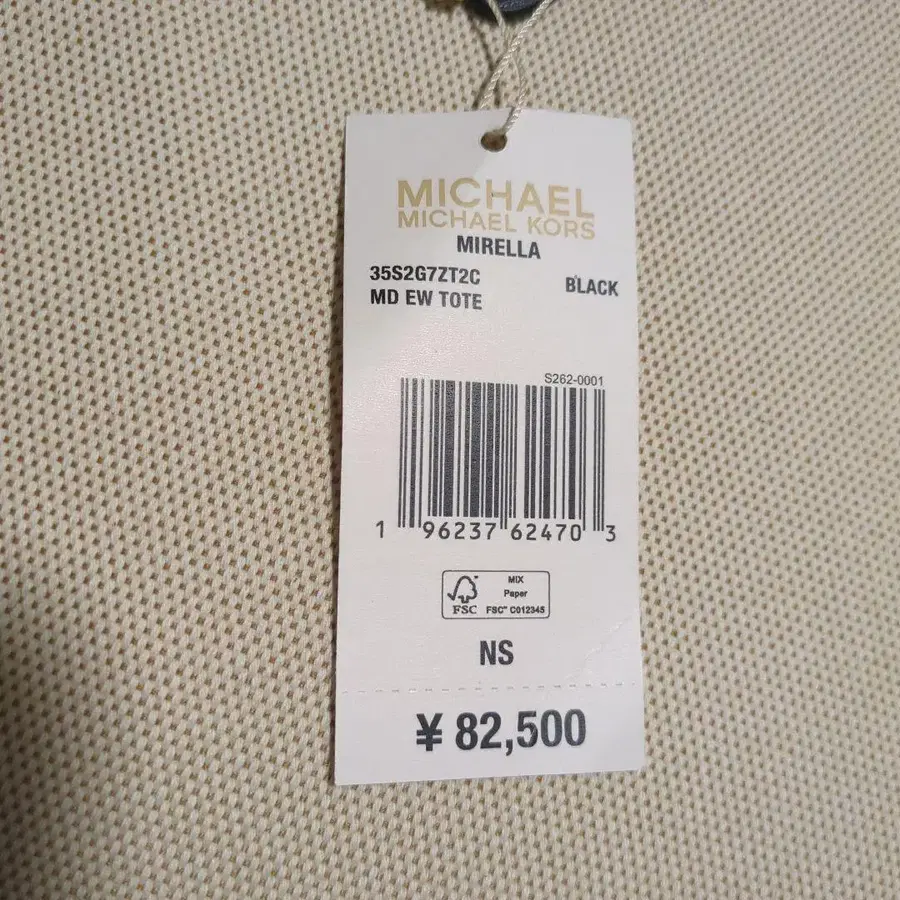 MICHAEL
MICHAEL KORS
MIRELLA
35S2G7ZT2C
BLACK
MD EW TOTE
S262-0001
1 96237 62470 3
FSC
MIX
Paper
FSC® C012345
NS
¥ 82,500